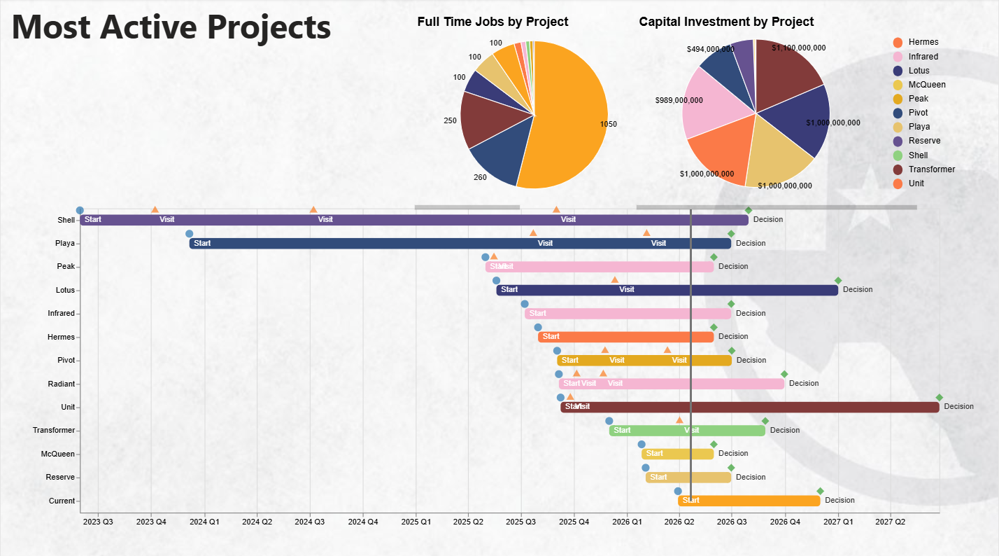 Most Active Projects
Full Time Jobs by Project
100
100
100
250
260
1050
Capital Investment by Project
$494,000,000
$1,100,000,000
$989,000,000
$1,000,000,000
$1,000,000,000
$1,000,000,000
Hermes
Infrared
Lotus
McQueen
Peak
Pivot
Playa
Reserve
Shell
Transformer
Unit
Shell Start Visit Visit Visit Decision
Playa Start Visit Visit Decision
Peak Start Visit Decision
Lotus Start Visit Decision
Infrared Start Decision
Hermes Start Decision
Pivot Start Visit Visit Decision
Radiant Start Visit Visit Decision
Unit Start Visit Decision
Transformer Start Visit Decision
McQueen Start Decision
Reserve Start Decision
Current Start Decision
2023 Q3 2023 Q4 2024 Q1 2024 Q2 2024 Q3 2024 Q4 2025 Q1 2025 Q2 2025 Q3 2025 Q4 2026 Q1 2026 Q2 2026 Q3 2026 Q4 2027 Q1 2027 Q2